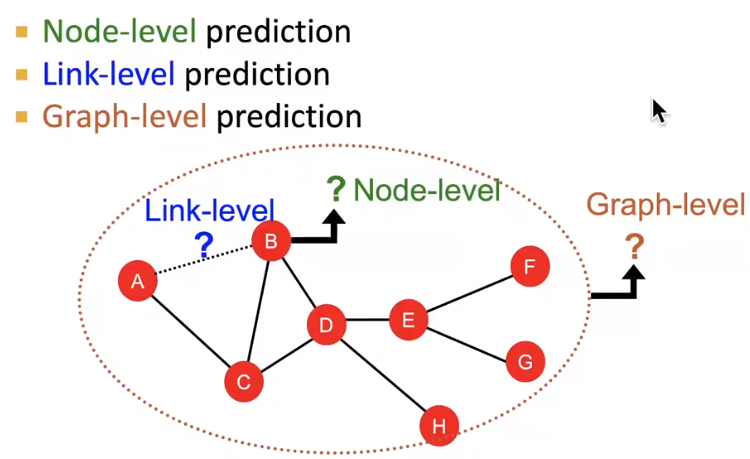 Node-level prediction
Link-level prediction
Graph-level prediction
? Node-level
Link-level
?
Graph-level
?
B
A
F
D
E
G
C
H